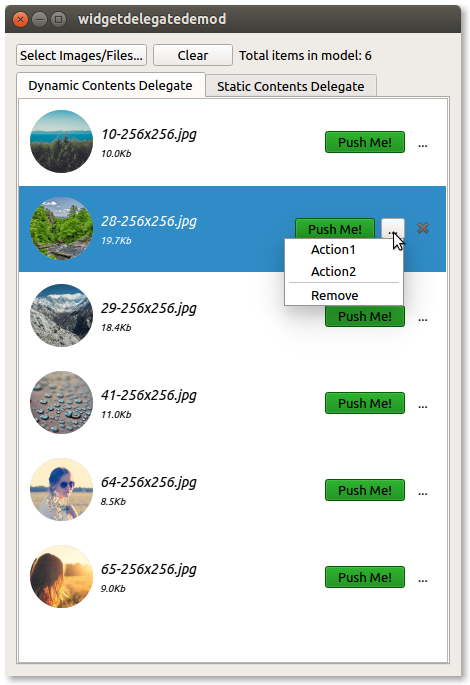 widgetdelegatedemod
Select Images/Files... Clear Total items in model: 6
Dynamic Contents Delegate Static Contents Delegate
10-256x256.jpg
10.0Kb
Push Me! ...
28-256x256.jpg
19.7Kb
Push Me! ...
Action1
Action2
Remove
29-256x256.jpg
18.4Kb
Push Me! ...
41-256x256.jpg
11.0Kb
Push Me! ...
64-256x256.jpg
8.5Kb
Push Me! ...
65-256x256.jpg
9.0Kb
Push Me! ...